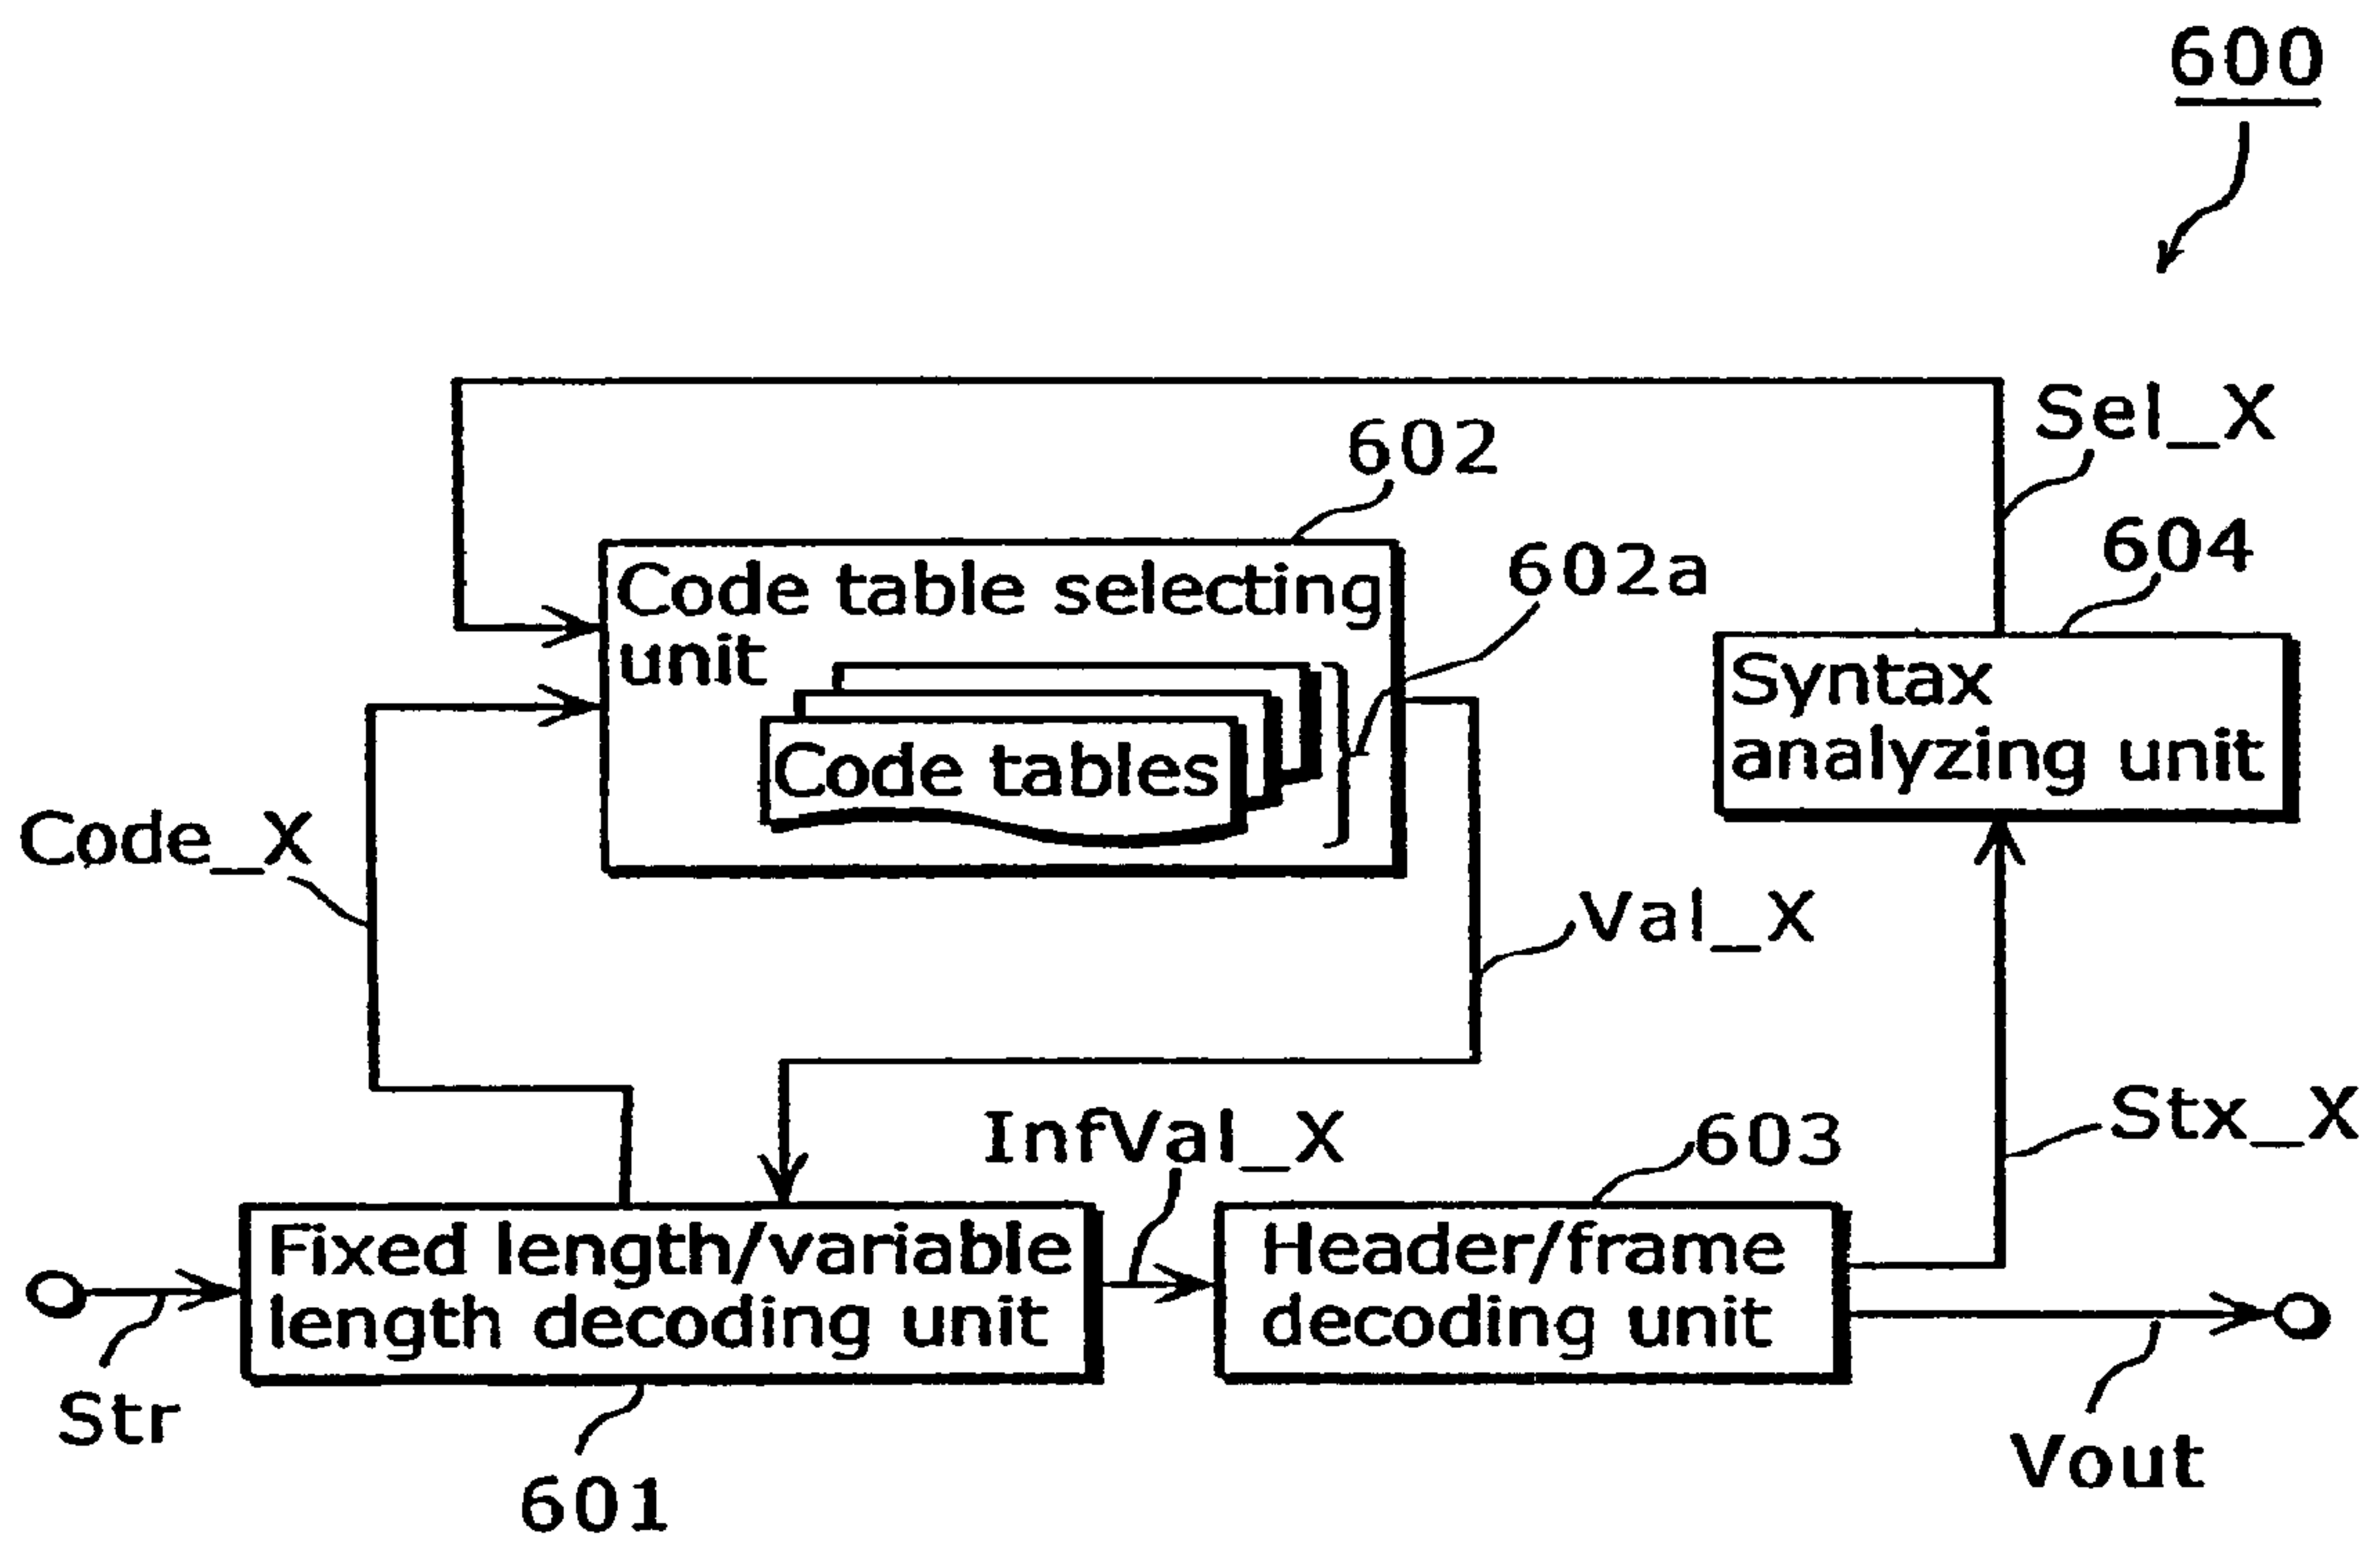 600
Sel_X
602
604
602a
Code table selecting
unit
Code tables
Syntax
analyzing unit
Code_X
Val_X
InfVal_X
603
Stx_X
Fixed length/variable
length decoding unit
Header/frame
decoding unit
Str
601
Vout